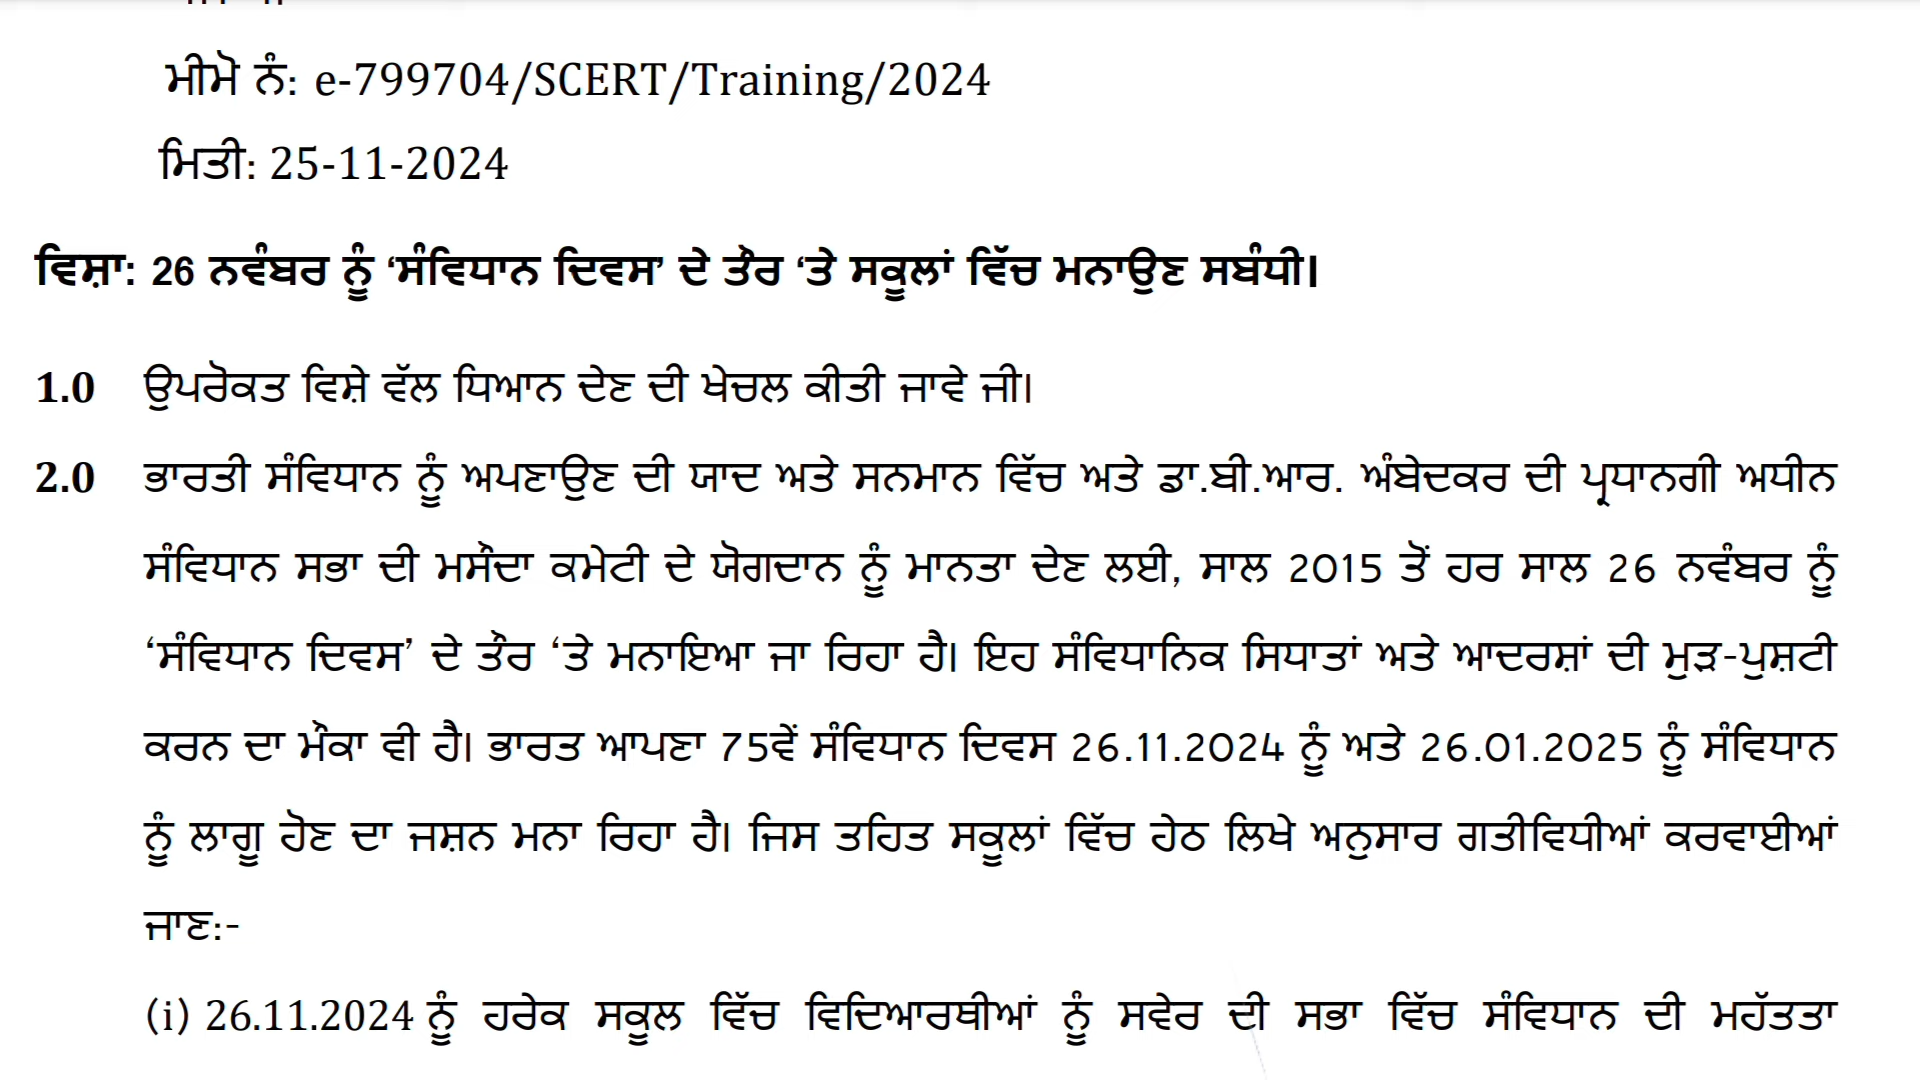 ਮੀਮੋ ਨੰ: e-799704/SCERT/Training/2024
ਮਿਤੀ: 25-11-2024
ਵਿਸ਼ਾ: 26 ਨਵੰਬਰ ਨੂੰ ‘ਸੰਵਿਧਾਨ ਦਿਵਸ’ ਦੇ ਤੌਰ ‘ਤੇ ਸਕੂਲਾਂ ਵਿੱਚ ਮਨਾਉਣ ਸਬੰਧੀ।
1.0 ਉਪਰੋਕਤ ਵਿਸ਼ੇ ਵੱਲ ਧਿਆਨ ਦੇਣ ਦੀ ਖੇਚਲ ਕੀਤੀ ਜਾਵੇ ਜੀ।
2.0 ਭਾਰਤੀ ਸੰਵਿਧਾਨ ਨੂੰ ਅਪਣਾਉਣ ਦੀ ਯਾਦ ਅਤੇ ਸਨਮਾਨ ਵਿੱਚ ਅਤੇ ਡਾ.ਬੀ.ਆਰ. ਅੰਬੇਦਕਰ ਦੀ ਪ੍ਰਧਾਨਗੀ ਅਧੀਨ
ਸੰਵਿਧਾਨ ਸਭਾ ਦੀ ਮਸੌਦਾ ਕਮੇਟੀ ਦੇ ਯੋਗਦਾਨ ਨੂੰ ਮਾਨਤਾ ਦੇਣ ਲਈ, ਸਾਲ 2015 ਤੋਂ ਹਰ ਸਾਲ 26 ਨਵੰਬਰ ਨੂੰ
‘ਸੰਵਿਧਾਨ ਦਿਵਸ’ ਦੇ ਤੌਰ ‘ਤੇ ਮਨਾਇਆ ਜਾ ਰਿਹਾ ਹੈ। ਇਹ ਸੰਵਿਧਾਨਿਕ ਸਿਧਾਤਾਂ ਅਤੇ ਆਦਰਸ਼ਾਂ ਦੀ ਮੁੜ-ਪੁਸ਼ਟੀ
ਕਰਨ ਦਾ ਮੌਕਾ ਵੀ ਹੈ। ਭਾਰਤ ਆਪਣਾ 75ਵੇਂ ਸੰਵਿਧਾਨ ਦਿਵਸ 26.11.2024 ਨੂੰ ਅਤੇ 26.01.2025 ਨੂੰ ਸੰਵਿਧਾਨ
ਨੂੰ ਲਾਗੂ ਹੋਣ ਦਾ ਜਸ਼ਨ ਮਨਾ ਰਿਹਾ ਹੈ। ਜਿਸ ਤਹਿਤ ਸਕੂਲਾਂ ਵਿੱਚ ਹੇਠ ਲਿਖੇ ਅਨੁਸਾਰ ਗਤੀਵਿਧੀਆਂ ਕਰਵਾਈਆਂ
ਜਾਣ:-
(i) 26.11.2024 ਨੂੰ ਹਰੇਕ ਸਕੂਲ ਵਿੱਚ ਵਿਦਿਆਰਥੀਆਂ ਨੂੰ ਸਵੇਰ ਦੀ ਸਭਾ ਵਿੱਚ ਸੰਵਿਧਾਨ ਦੀ ਮਹੱਤਤਾ